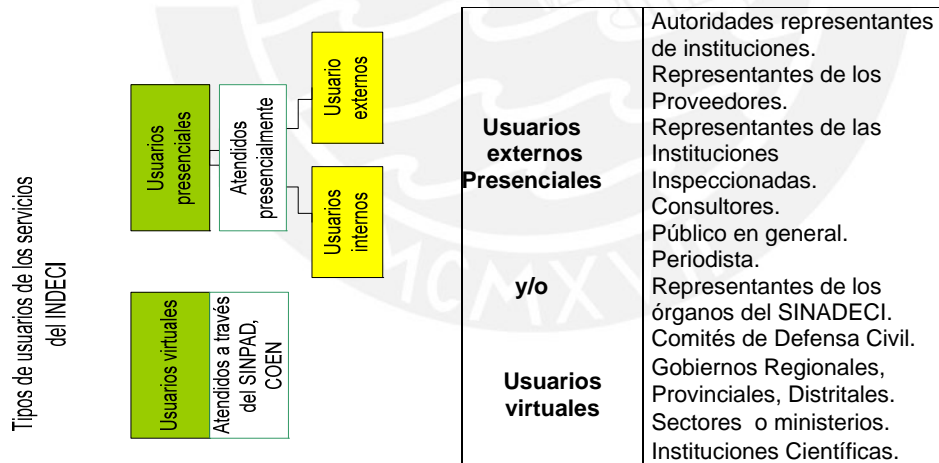 Tipos de usuarios de los servicios
del INDECI
Usuarios
presenciales
Atendidos
presencialmente
Usuario
externos
Usuarios
internos
Usuarios virtuales
Atendidos a través
del SINPAD,
COEN
Usuarios
externos
Presenciales
y/o
Usuarios
virtuales
Autoridades representantes
de instituciones.
Representantes de los
Proveedores.
Representantes de las
Instituciones
Inspeccionadas.
Consultores.
Público en general.
Periodista.
Representantes de los
órganos del SINADECI.
Comités de Defensa Civil.
Gobiernos Regionales,
Provinciales, Distritales.
Sectores o ministerios.
Instituciones Científicas.